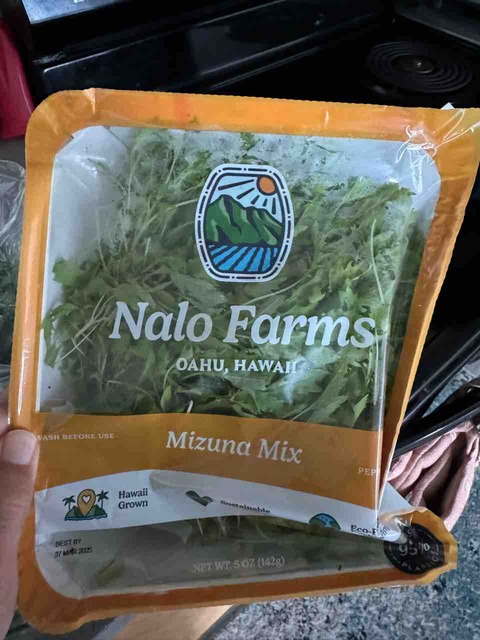 Nalo Farms
OAHU, HAWAII
WASH BEFORE USE
Mizuna Mix
Hawaii
Grown
Sustainable
BEST BY
NET WT. 5 OZ (142g)
95%